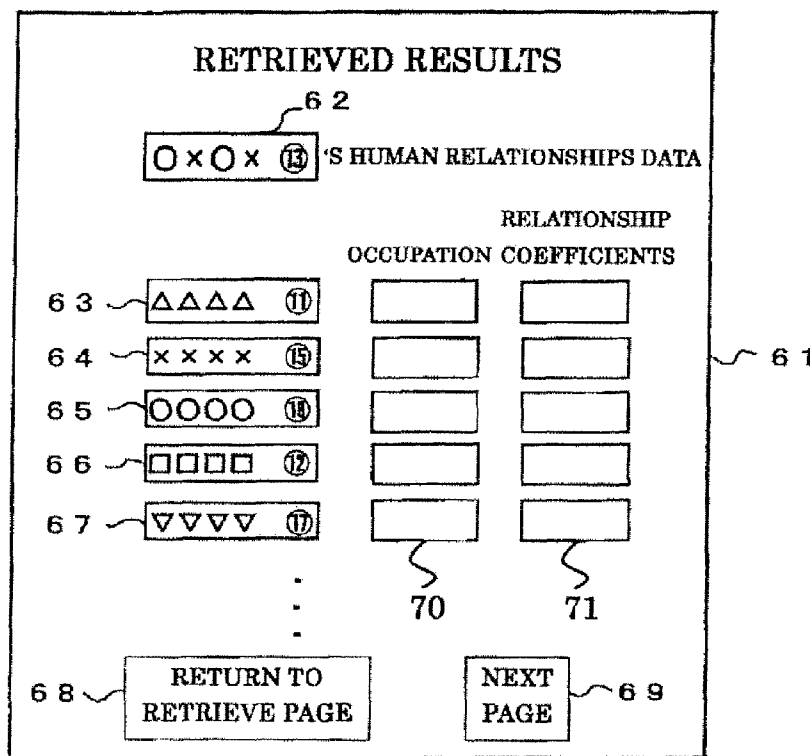 RETRIEVED RESULTS
62
○×○× ⑬ 'S HUMAN RELATIONSHIPS DATA
RELATIONSHIP
OCCUPATION COEFFICIENTS
63 △△△△ ⑪
64 ×××× ⑮
61
65 ○○○○
66 □□□□ ⑫
67 ▽▽▽▽ ⑰
70 71
68 RETURN TO
RETRIEVE PAGE
NEXT
PAGE 69